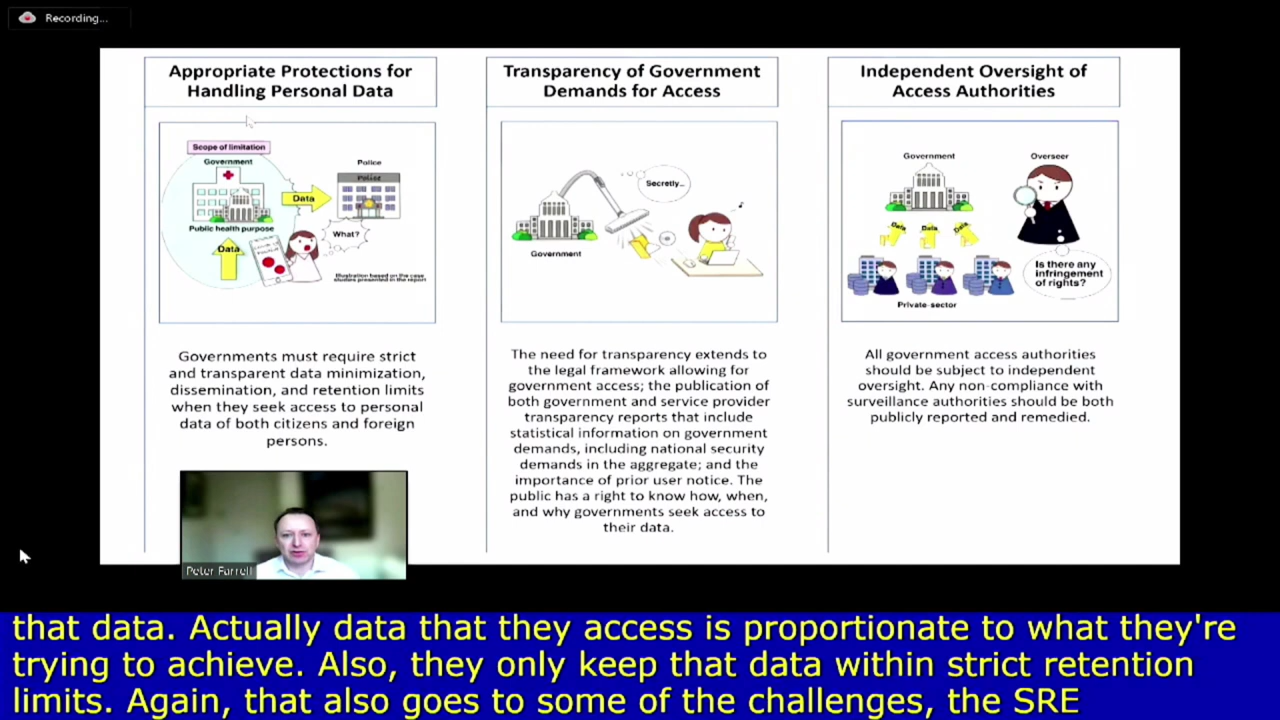 Recording...
Appropriate Protections for
Handling Personal Data
Scope of limitation
Government
Police
Police
Data
Public health purpose
What?
Data
Illustration based on the case
studies presented in the report
Governments must require strict
and transparent data minimization,
dissemination, and retention limits
when they seek access to personal
data of both citizens and foreign
persons.
Transparency of Government
Demands for Access
Secretly...
Government
The need for transparency extends to
the legal framework allowing for
government access; the publication of
both government and service provider
transparency reports that include
statistical information on government
demands, including national security
demands in the aggregate; and the
importance of prior user notice. The
public has a right to know how, when,
and why governments seek access to
their data.
Independent Oversight of
Access Authorities
Government
Overseer
Data
Data
Data
Is there any
infringement
of rights?
Private-sector
All government access authorities
should be subject to independent
oversight. Any non-compliance with
surveillance authorities should be both
publicly reported and remedied.
Peter Farrell
that data. Actually data that they access is proportionate to what they're
trying to achieve. Also, they only keep that data within strict retention
limits. Again, that also goes to some of the challenges, the SRE